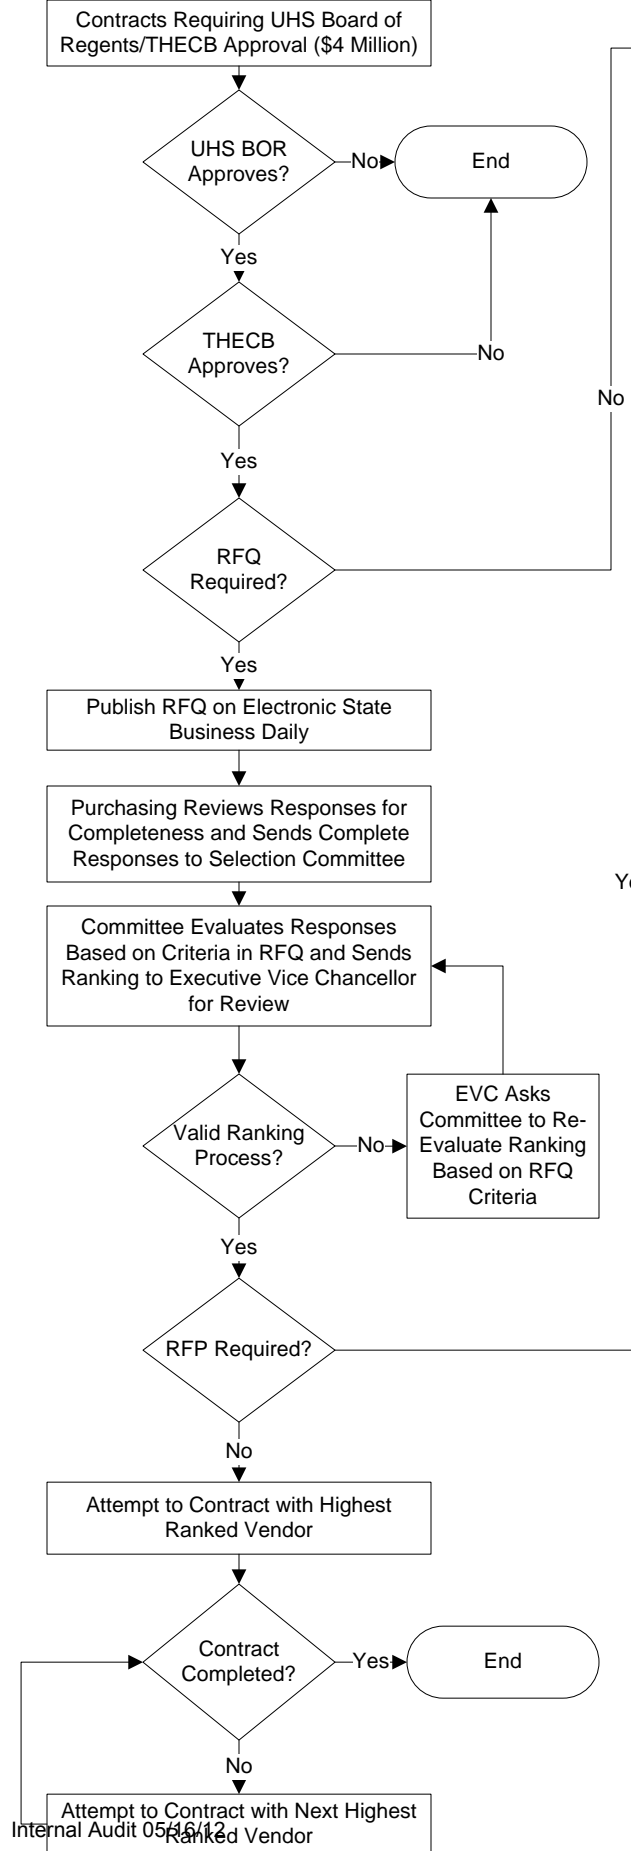 Contracts Requiring UHS Board of
Regents/THECB Approval ($4 Million)
UHS BOR
Approves?
No
End
Yes
THECB
Approves?
No
No
Yes
RFQ
Required?
Yes
Publish RFQ on Electronic State
Business Daily
Purchasing Reviews Responses for
Completeness and Sends Complete
Responses to Selection Committee
Committee Evaluates Responses
Based on Criteria in RFQ and Sends
Ranking to Executive Vice Chancellor
for Review
EVC Asks
Committee to Re-
Evaluate Ranking
Based on RFQ
Criteria
Valid Ranking
Process?
No
Yes
RFP Required?
No
Attempt to Contract with Highest
Ranked Vendor
Contract
Completed?
Yes
End
No
Attempt to Contract with Next Highest
Ranked Vendor
Internal Audit 05/16/12